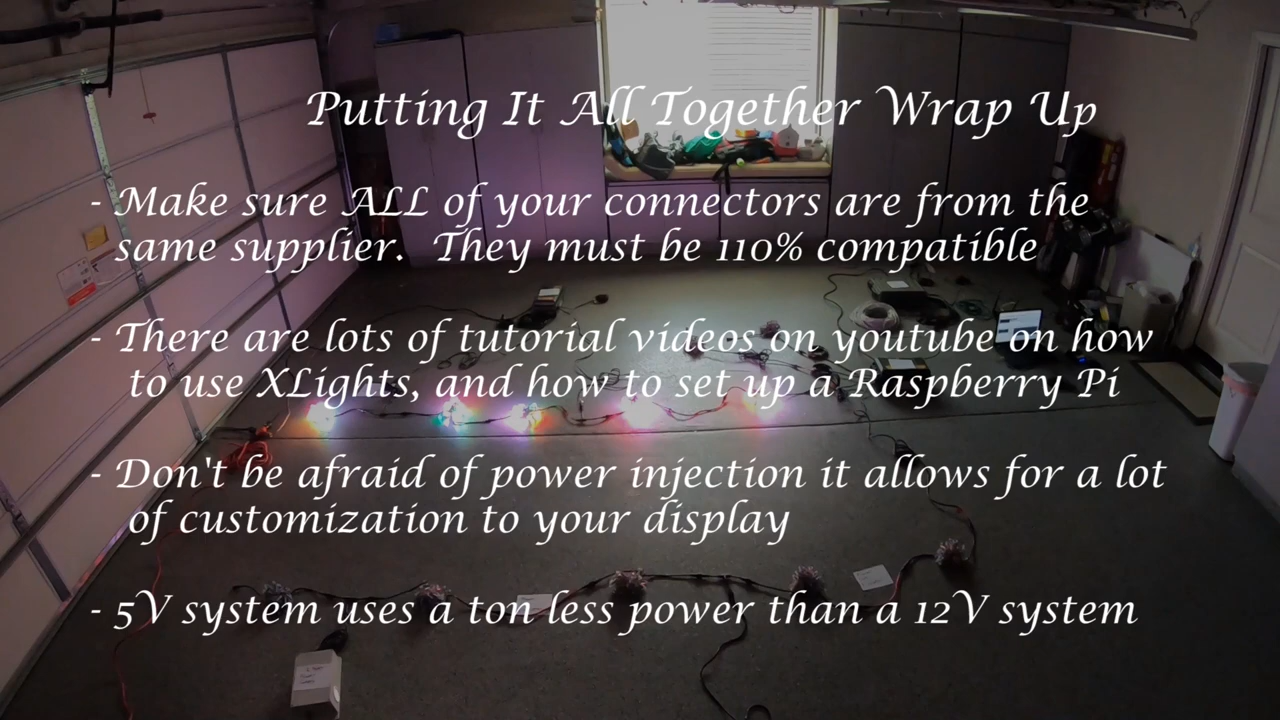 Putting It All Together Wrap Up
- Make sure ALL of your connectors are from the
same supplier. They must be 110% compatible
- There are lots of tutorial videos on youtube on how
to use XLights, and how to set up a Raspberry Pi
- Don't be afraid of power injection it allows for a lot
of customization to your display
- 5V system uses a ton less power than a 12V system